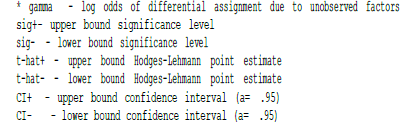 * gamma - log odds of differential assignment due to unobserved factors
sig+- upper bound significance level
sig- - lower bound significance level
t-hat+ - upper bound Hodges-Lehmann point estimate
t-hat- - lower bound Hodges-Lehmann point estimate
CI+ - upper bound confidence interval (a= .95)
CI- - lower bound confidence interval (a= .95)